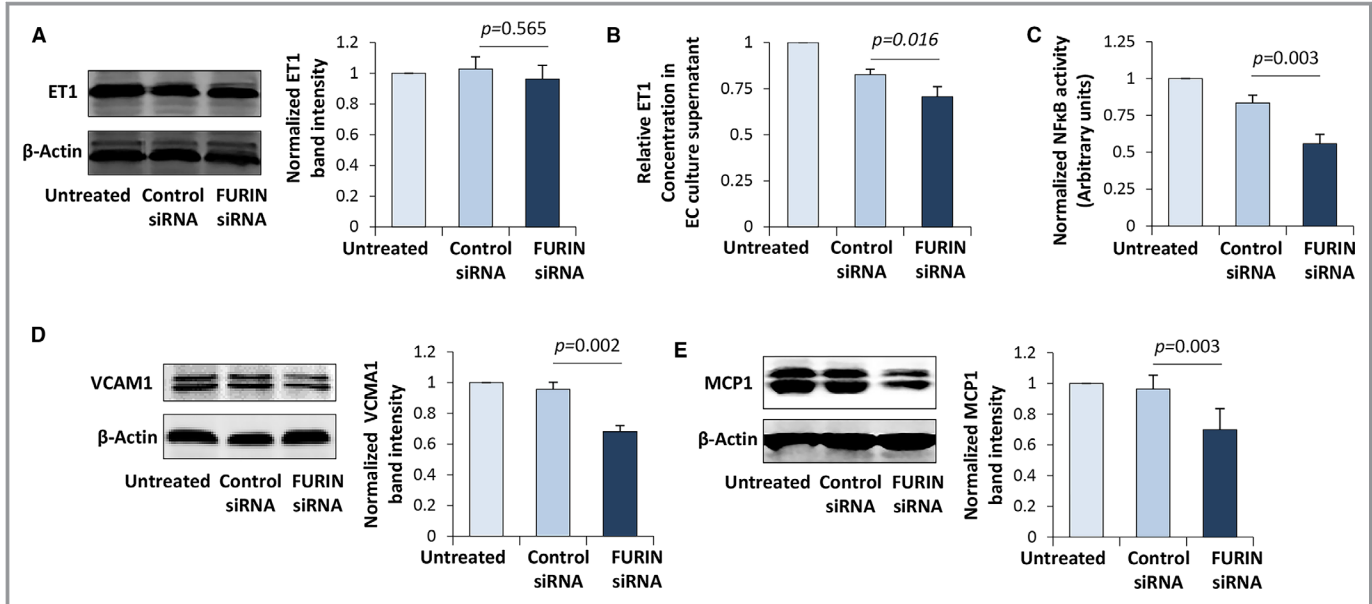 A
ET1
β-Actin
Untreated Control FURIN
siRNA siRNA
Normalized ET1
band intensity
p=0.565
1.2
1
0.8
0.6
0.4
0.2
0
Untreated Control FURIN
siRNA siRNA
B
Relative ET1
Concentration in
EC culture supernatant
p=0.016
1
0.75
0.5
0.25
0
Untreated Control FURIN
siRNA siRNA
C
Normalized NFκB activity
(Arbitrary units)
p=0.003
1.25
1
0.75
0.5
0.25
0
Untreated Control FURIN
siRNA siRNA
D
VCAM1
β-Actin
Untreated Control FURIN
siRNA siRNA
Normalized VCMA1
band intensity
p=0.002
1.2
1
0.8
0.6
0.4
0.2
0
Untreated Control FURIN
siRNA siRNA
E
MCP1
β-Actin
Untreated Control FURIN
siRNA siRNA
Normalized MCP1
band intensity
p=0.003
1.2
1
0.8
0.6
0.4
0.2
0
Untreated Control FURIN
siRNA siRNA